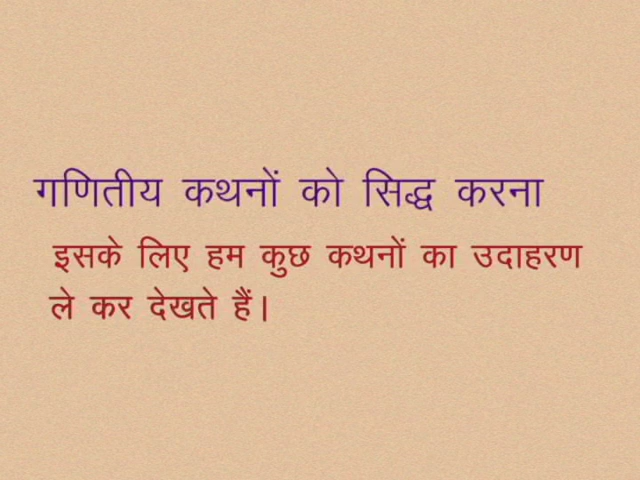 गणितीय कथनों को सिद्ध करना
इसके लिए हम कुछ कथनों का उदाहरण
ले कर देखते हैं।